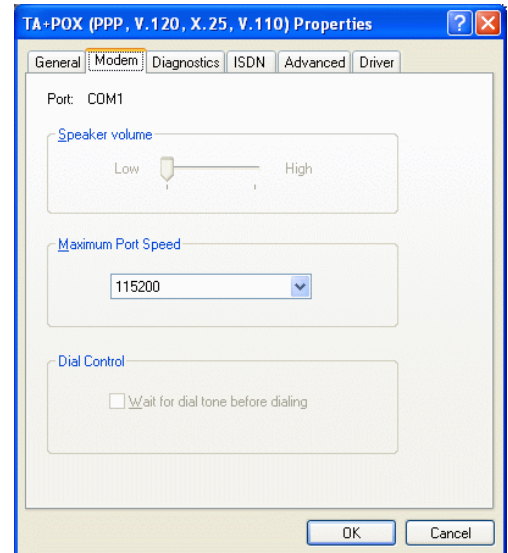 TA+POX (PPP, V.120, X.25, V.110) Properties
General Modem Diagnostics ISDN Advanced Driver
Port: COM1
Speaker volume
Low High
Maximum Port Speed
115200
Dial Control
Wait for dial tone before dialing
OK Cancel